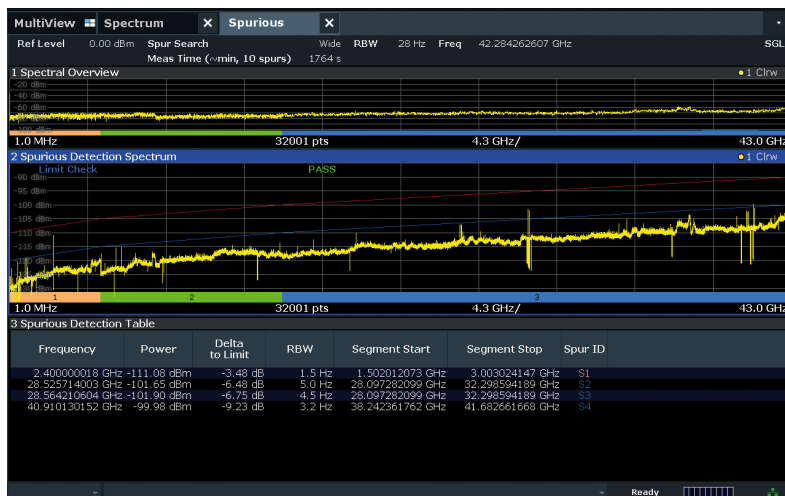 MultiView Spectrum X Spurious X
Ref Level 0.00 dBm Spur Search Wide RBW 28 Hz Freq 42.284262607 GHz SGL
Meas Time (~min, 10 spurs) 1764 s
1 Spectral Overview 1 Clrw
-20 dBm
-40 dBm
-60 dBm
-100 dBm
1.0 MHz 32001 pts 4.3 GHz/ 43.0 GHz
2 Spurious Detection Spectrum 1 Clrw
Limit Check PASS
-90 dBm
-95 dBm
-100 dBm
-105 dBm
-110 dBm
-115 dBm
-120 dBm
1 2 3
1.0 MHz 32001 pts 4.3 GHz/ 43.0 GHz
3 Spurious Detection Table
Frequency Power Delta to Limit RBW Segment Start Segment Stop Spur ID
2.400000018 GHz -111.08 dBm -3.48 dB 1.5 Hz 1.502012073 GHz 3.003024147 GHz S1
28.525714003 GHz -101.65 dBm -6.48 dB 5.0 Hz 28.097282099 GHz 32.298594189 GHz S2
28.564210604 GHz -101.90 dBm -6.75 dB 4.5 Hz 28.097282099 GHz 32.298594189 GHz S3
40.910130152 GHz -99.98 dBm -9.23 dB 3.2 Hz 38.242361762 GHz 41.682661668 GHz S4
Ready